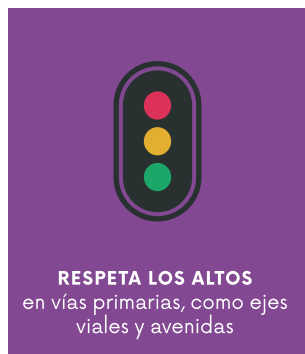 RESPETA LOS ALTOS
en vías primarias, como ejes
viales y avenidas